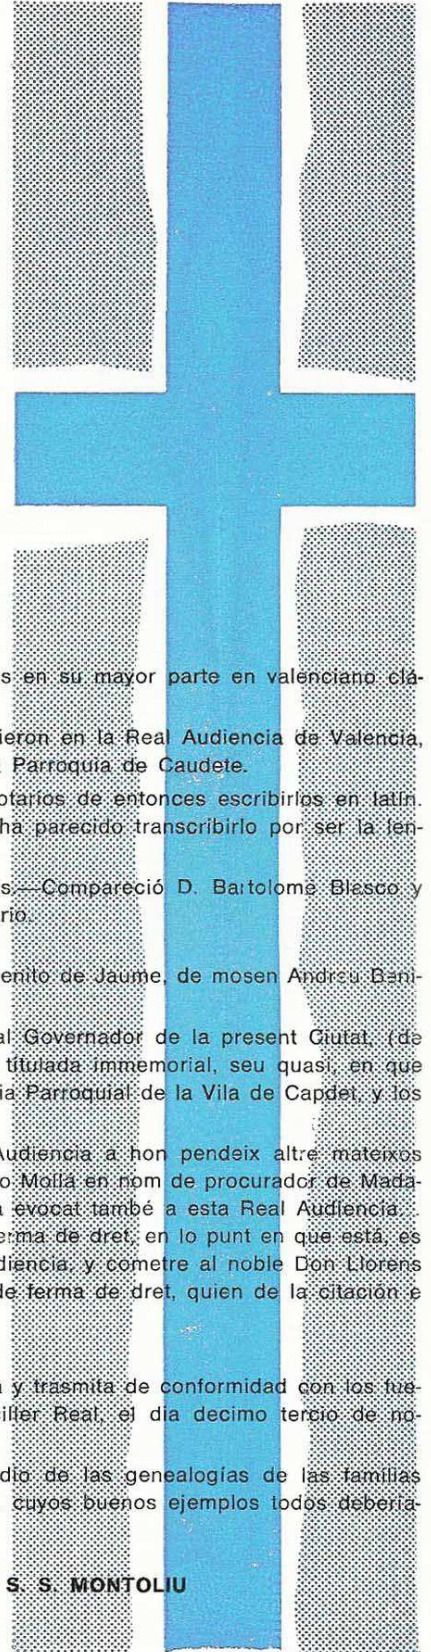 s en su mayor parte en valenciano clá-
ieron en la Real Audiencia de Valencia,
Parroquia de Caudete.
otarios de entonces escribirlos en latín.
ha parecido transcribirlo por ser la len-
s.—Compareció D. Bartolomé Blasco y
rio.
enito de Jaume, de mosen Andreu Beni-
al Governador de la present Ciutat, (de
titulada immemorial, seu quasi, en que
ia Parroquial de la Vila de Capdet, y los
Audiencia a hon pendeix altre mateixos
o Mollá en nom de procurador de Mada-
a evocat també a esta Real Audiencia.
erma de dret, en lo punt en que está, es
diencia, y cometre al noble Don Llorens
de ferma de dret, quien de la citación e
a y trasmita de conformidad con los fue-
ciller Real, el dia decimo tercio de no-
dio de las genealogías de las familias
cuyos buenos ejemplos todos debería-
S. S. MONTOLIU